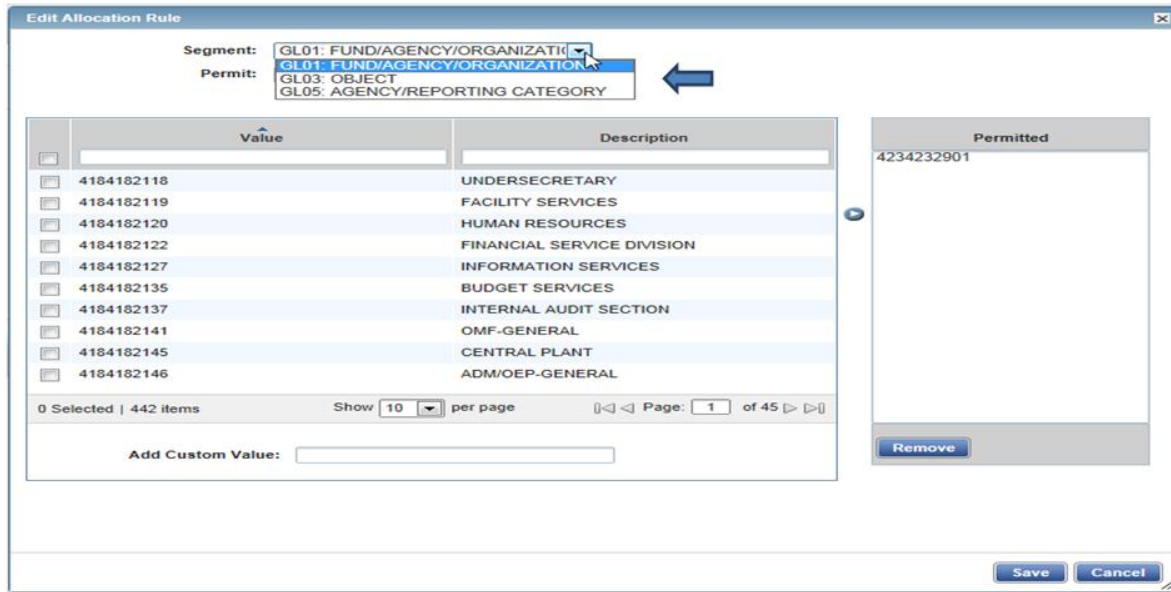 Edit Allocation Rule
Segment: GL01: FUND/AGENCY/ORGANIZATI
GL01: FUND/AGENCY/ORGANIZATION
Permit:
GL03: OBJECT
GL05: AGENCY/REPORTING CATEGORY
Value Description Permitted
4234232901
4184182118 UNDERSECRETARY
4184182119 FACILITY SERVICES
4184182120 HUMAN RESOURCES
4184182122 FINANCIAL SERVICE DIVISION
4184182127 INFORMATION SERVICES
4184182135 BUDGET SERVICES
4184182137 INTERNAL AUDIT SECTION
4184182141 OMF-GENERAL
4184182145 CENTRAL PLANT
4184182146 ADM/OEP-GENERAL
0 Selected | 442 items Show 10 per page Page: 1 of 45
Add Custom Value:
Remove
Save Cancel